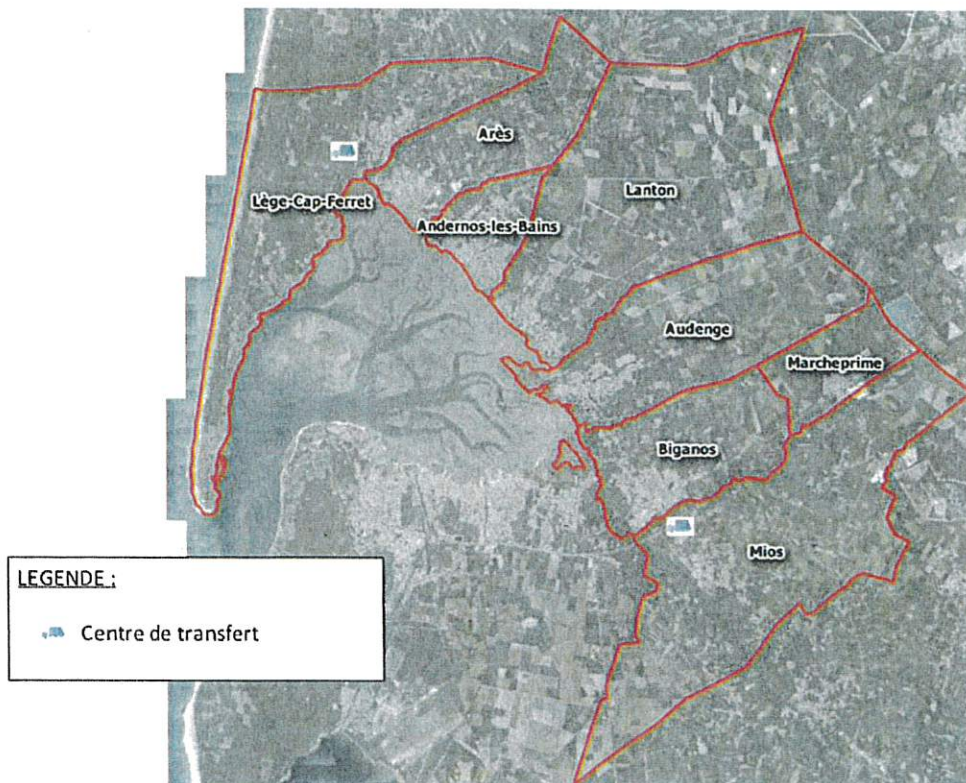 Arès
Lège-Cap-Ferret
Lanton
Andernos-les-Bains
Audenge
Marcheprime
Biganos
Mios
LEGENDE :
Centre de transfert